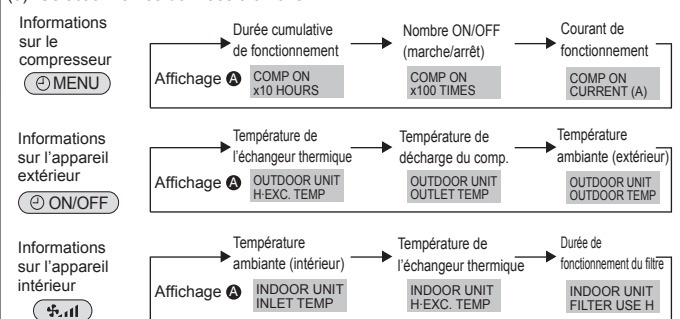 Informations
sur le
compresseur
MENU
Durée cumulative
de fonctionnement
Nombre ON/OFF
(marche/arrêt)
Courant de
fonctionnement
Affichage A
COMP ON
x10 HOURS
COMP ON
x100 TIMES
COMP ON
CURRENT (A)
Informations
sur l'appareil
extérieur
ON/OFF
Température de
l'échangeur thermique
Température de
décharge du comp.
Température
ambiante (extérieur)
Affichage A
OUTDOOR UNIT
H·EXC. TEMP
OUTDOOR UNIT
OUTLET TEMP
OUTDOOR UNIT
OUTDOOR TEMP
Informations
sur l'appareil
intérieur
Température
ambiante (intérieur)
Température de
l'échangeur thermique
Durée de
fonctionnement du filtre
Affichage A
INDOOR UNIT
INLET TEMP
INDOOR UNIT
H·EXC. TEMP
INDOOR UNIT
FILTER USE H